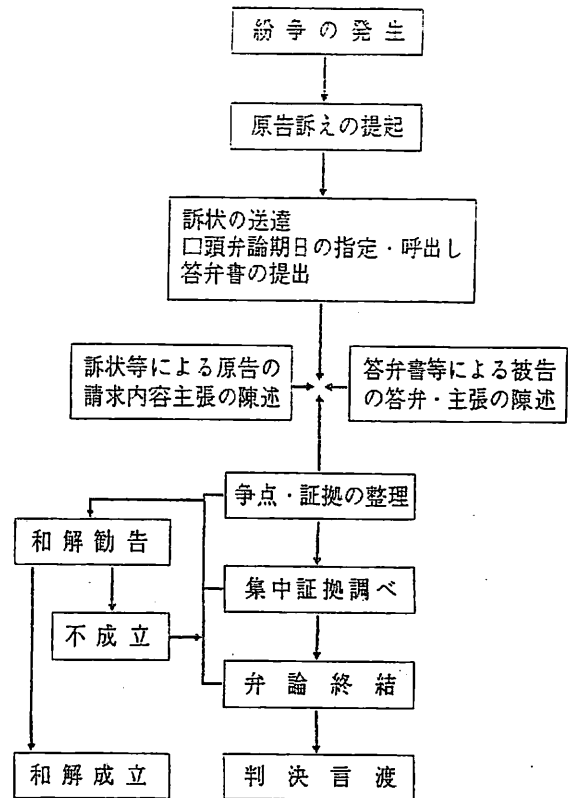 紛争の発生
原告訴えの提起
訴状の送達
口頭弁論期日の指定・呼出し
答弁書の提出
訴状等による原告の
請求内容主張の陳述
答弁書等による被告
の答弁・主張の陳述
争点・証拠の整理
和解勧告
集中証拠調べ
不成立
弁論終結
和解成立
判決言渡